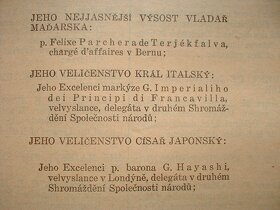 JEHO NEJJASNĚJŠÍ VÝSOST VLADAŘ
MAĎARSKA:
p. Felixe Parchera de Terjékfalva,
chargé d'affaires v Bernu;
JEHO VELIČENSTVO KRÁL ITALSKÝ:
Jeho Excelenci markýze G. Imperialiho
dei Principi di Francavilla,
velvyslance, delegáta v druhém Shromáž-
dění Společnosti národů;
JEHO VELIČENSTVO CÍSAŘ JAPONSKÝ:
Jeho Excelenci p. barona G. Hayashi,
velvyslance v Londýně, delegáta v druhém
Shromáždění Společnosti národů;